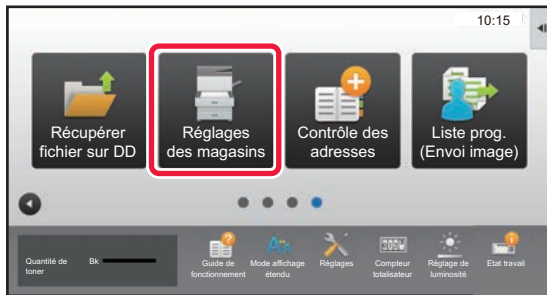 10:15
Récupérer
fichier sur DD
Réglages
des magasins
Contrôle des
adresses
Liste prog.
(Envoi image)
Quantité de
toner
Bk
Guide de
fonctionnement
Mode affichage
étendu
Réglages
Compteur
totalisateur
Réglage de
luminosité
Etat travail